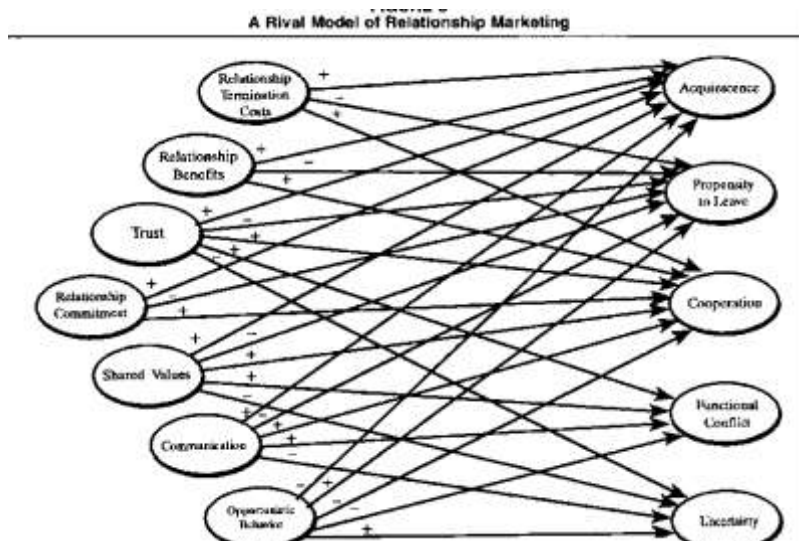 A Rival Model of Relationship Marketing
Relationship
Termination
Costs
Relationship
Benefits
Trust
Relationship
Commitment
Shared Values
Communication
Opportunistic
Behavior
Acquiescence
Propensity
to Leave
Cooperation
Functional
Conflict
Uncertainty